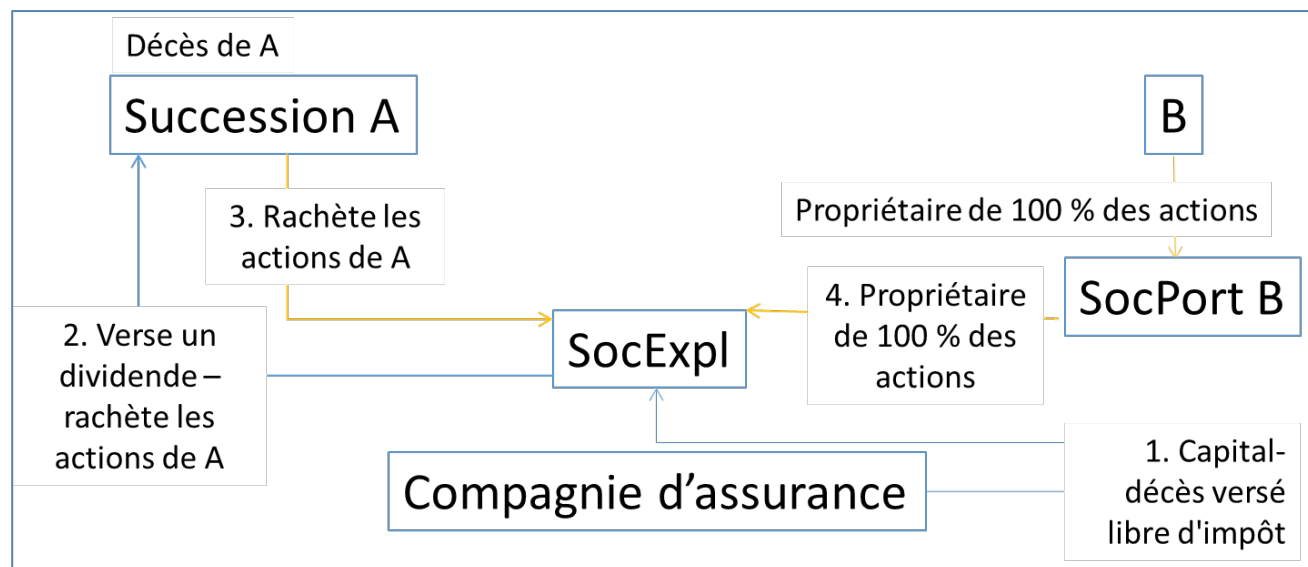 Décès de A
Succession A
B
3. Rachète les
actions de A
Propriétaire de 100 % des actions
SocPort B
4. Propriétaire
de 100 % des
actions
SocExpl
2. Verse un
dividende –
rachète les
actions de A
Compagnie d’assurance
1. Capital-
décès versé
libre d'impôt